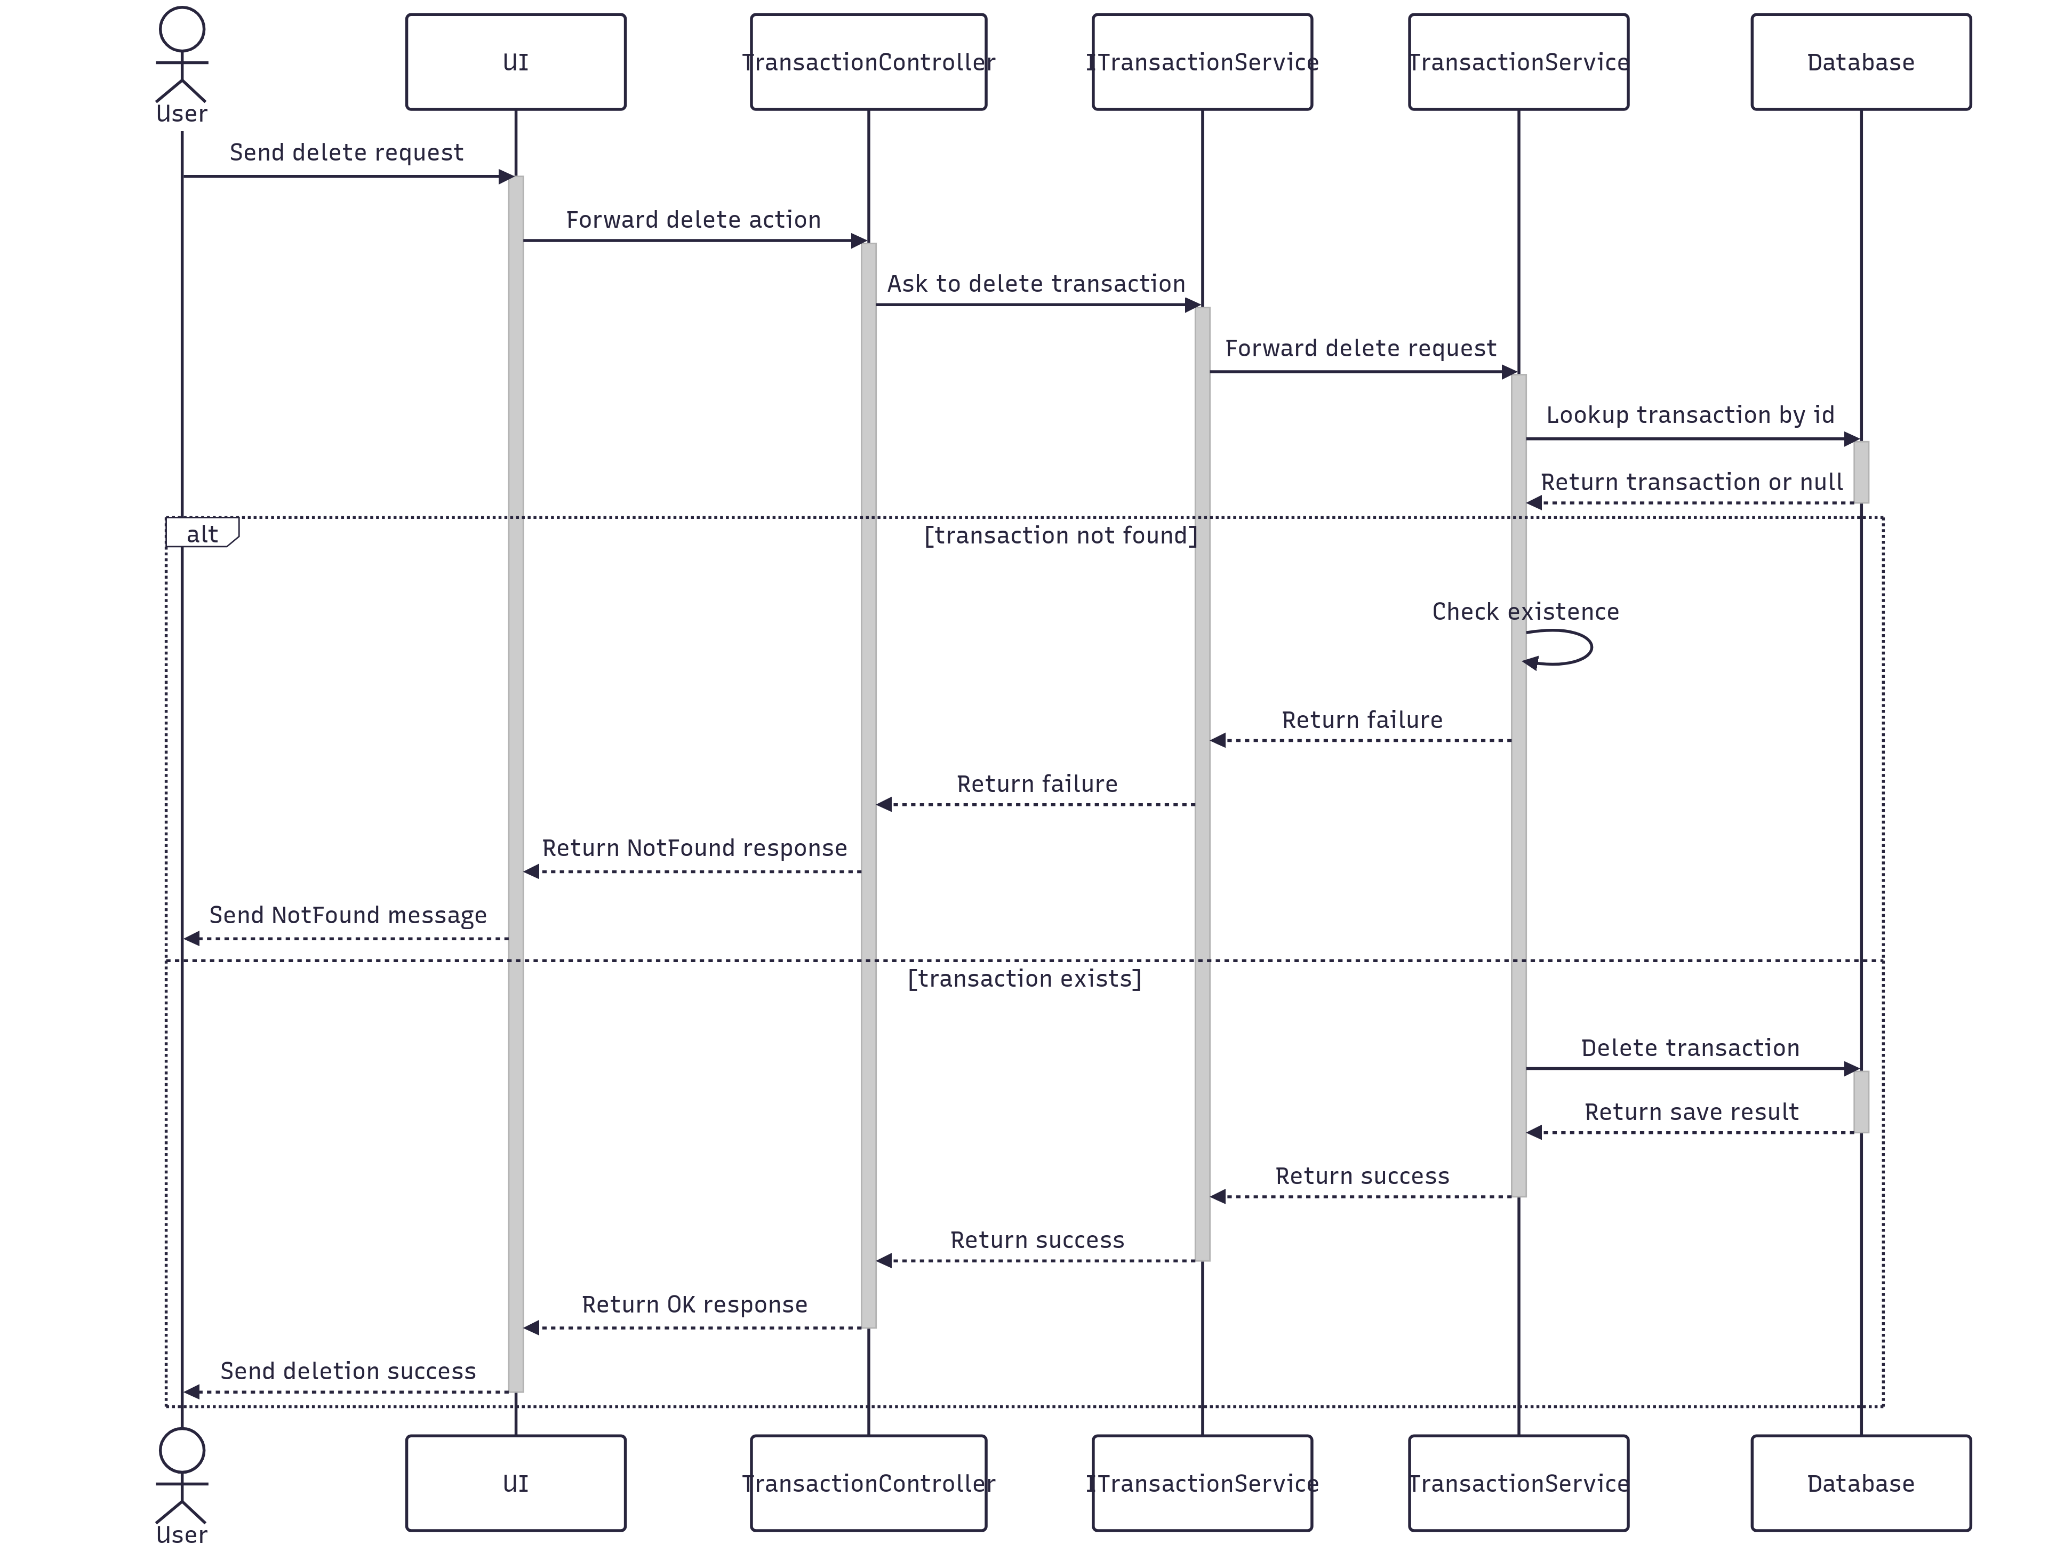 User
UI
TransactionController
ITransactionService
TransactionService
Database
Send delete request
Forward delete action
Ask to delete transaction
Forward delete request
Lookup transaction by id
Return transaction or null
alt
[transaction not found]
Check existence
Return failure
Return failure
Return NotFound response
Send NotFound message
[transaction exists]
Delete transaction
Return save result
Return success
Return success
Return OK response
Send deletion success
User
UI
TransactionController
ITransactionService
TransactionService
Database